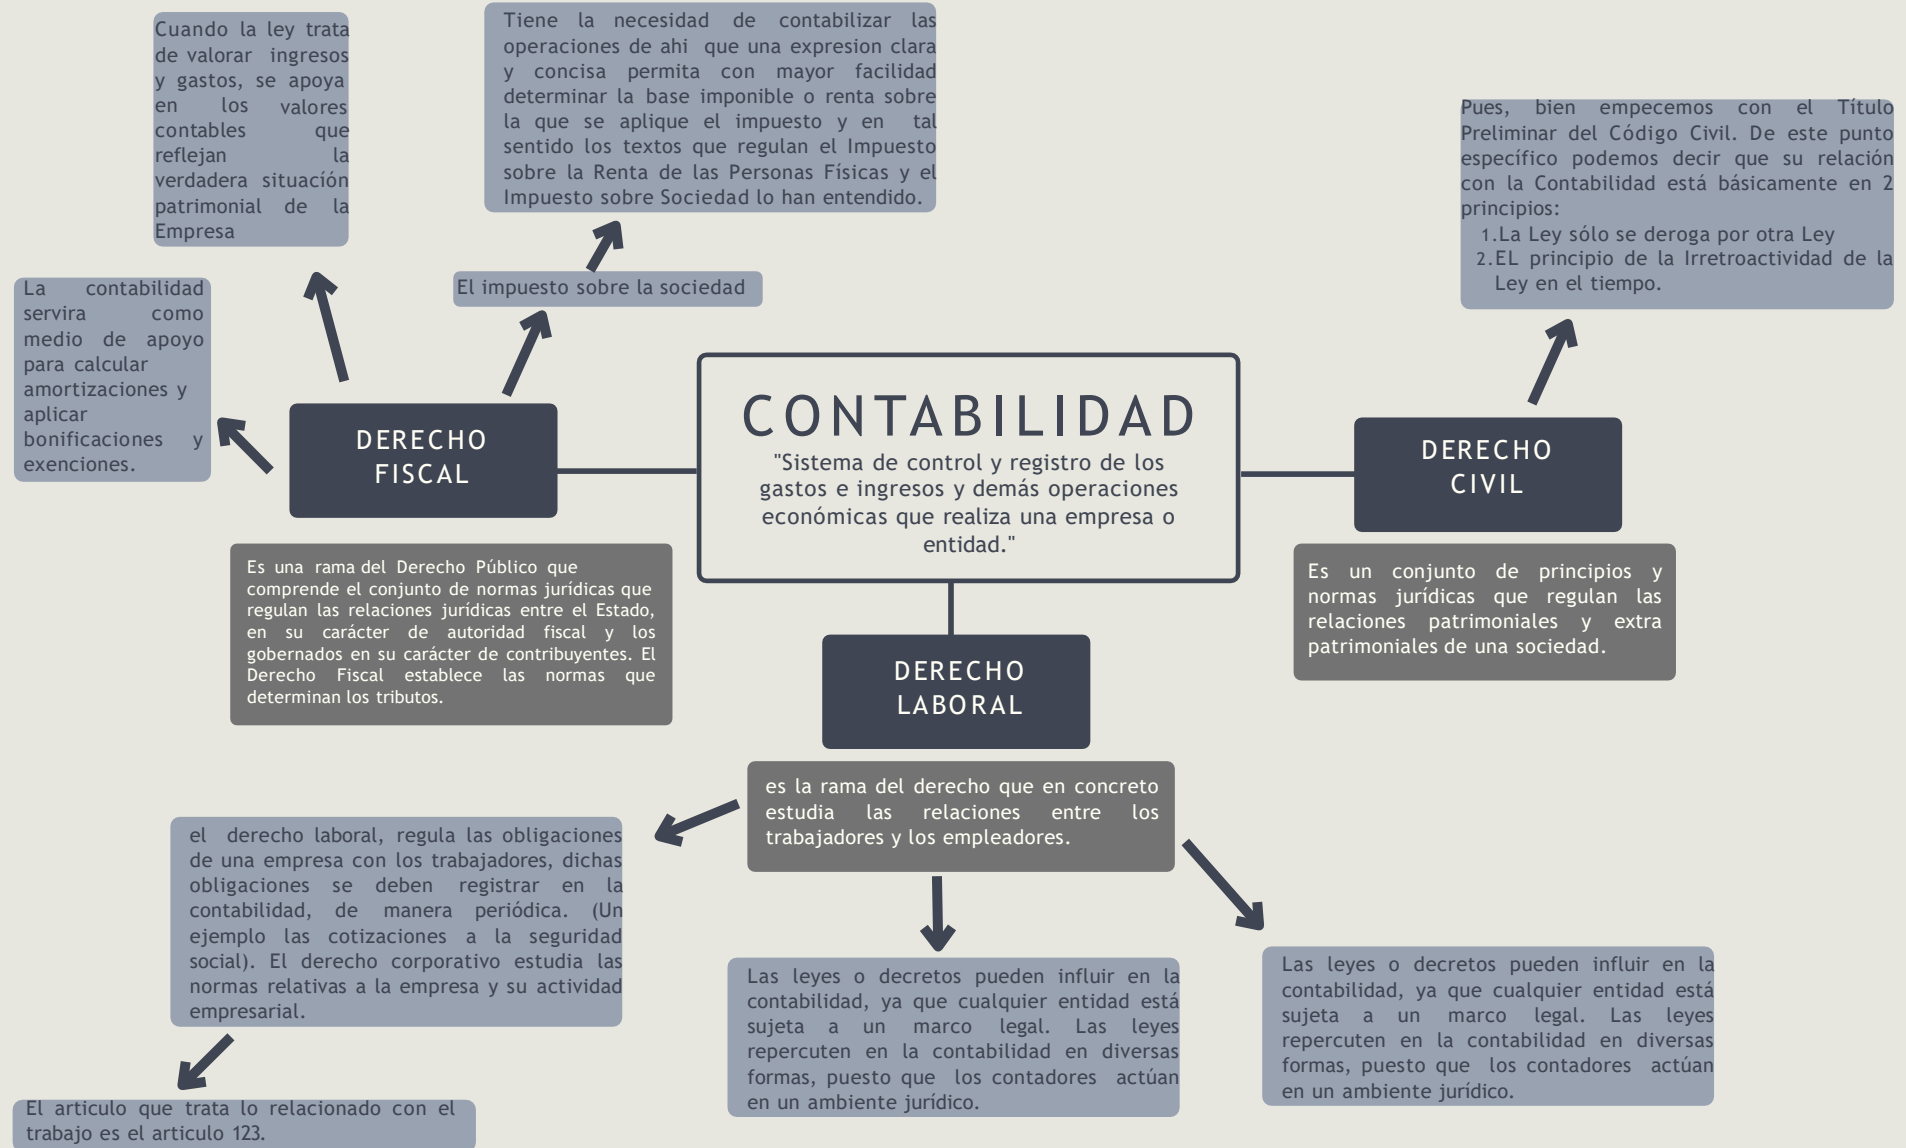 Cuando la ley trata
de valorar ingresos
y gastos, se apoya
en los valores
contables que
reflejan la
verdadera situación
patrimonial de la
Empresa
Tiene la necesidad de contabilizar las
operaciones de ahi que una expresion clara
y concisa permita con mayor facilidad
determinar la base imponible o renta sobre
la que se aplique el impuesto y en tal
sentido los textos que regulan el Impuesto
sobre la Renta de las Personas Físicas y el
Impuesto sobre Sociedad lo han entendido.
Pues, bien empecemos con el Título
Preliminar del Código Civil. De este punto
específico podemos decir que su relación
con la Contabilidad está básicamente en 2
principios:
1.La Ley sólo se deroga por otra Ley
2.EL principio de la Irretroactividad de la
Ley en el tiempo.
La contabilidad
servira como
medio de apoyo
para calcular
amortizaciones y
aplicar
bonificaciones y
exenciones.
El impuesto sobre la sociedad
DERECHO
FISCAL
CONTABILIDAD
"Sistema de control y registro de los
gastos e ingresos y demás operaciones
económicas que realiza una empresa o
entidad."
DERECHO
CIVIL
Es una rama del Derecho Público que
comprende el conjunto de normas jurídicas que
regulan las relaciones jurídicas entre el Estado,
en su carácter de autoridad fiscal y los
gobernados en su carácter de contribuyentes. El
Derecho Fiscal establece las normas que
determinan los tributos.
Es un conjunto de principios y
normas jurídicas que regulan las
relaciones patrimoniales y extra
patrimoniales de una sociedad.
DERECHO
LABORAL
es la rama del derecho que en concreto
estudia las relaciones entre los
trabajadores y los empleadores.
el derecho laboral, regula las obligaciones
de una empresa con los trabajadores, dichas
obligaciones se deben registrar en la
contabilidad, de manera periódica. (Un
ejemplo las cotizaciones a la seguridad
social). El derecho corporativo estudia las
normas relativas a la empresa y su actividad
empresarial.
Las leyes o decretos pueden influir en la
contabilidad, ya que cualquier entidad está
sujeta a un marco legal. Las leyes
repercuten en la contabilidad en diversas
formas, puesto que los contadores actúan
en un ambiente jurídico.
Las leyes o decretos pueden influir en la
contabilidad, ya que cualquier entidad está
sujeta a un marco legal. Las leyes
repercuten en la contabilidad en diversas
formas, puesto que los contadores actúan
en un ambiente jurídico.
El articulo que trata lo relacionado con el
trabajo es el articulo 123.